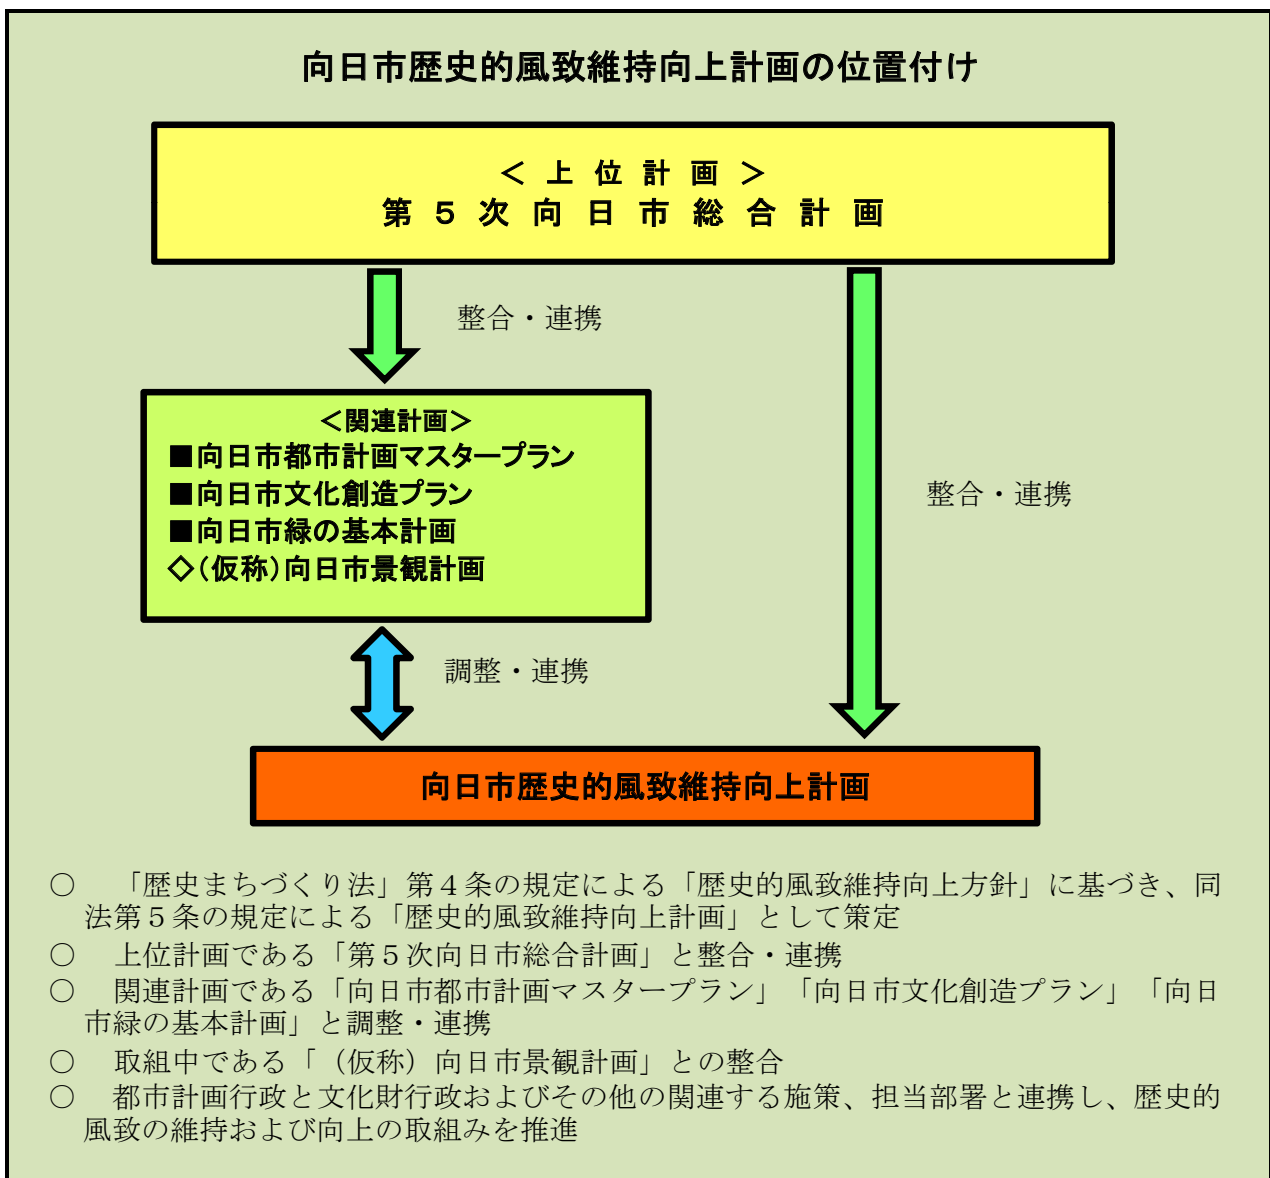 向日市歴史的風致維持向上計画の位置付け
＜ 上 位 計 画 ＞
第 ５ 次 向 日 市 総 合 計 画
整合・連携
＜関連計画＞
■向日市都市計画マスタープラン
■向日市文化創造プラン
■向日市緑の基本計画
◇（仮称）向日市景観計画
整合・連携
調整・連携
向日市歴史的風致維持向上計画
○　「歴史まちづくり法」第４条の規定による「歴史的風致維持向上方針」に基づき、同
法第５条の規定による「歴史的風致維持向上計画」として策定
○　上位計画である「第５次向日市総合計画」と整合・連携
○　関連計画である「向日市都市計画マスタープラン」「向日市文化創造プラン」「向日
市緑の基本計画」と調整・連携
○　取組中である「（仮称）向日市景観計画」との整合
○　都市計画行政と文化財行政およびその他の関連する施策、担当部署と連携し、歴史的
風致の維持および向上の取組みを推進